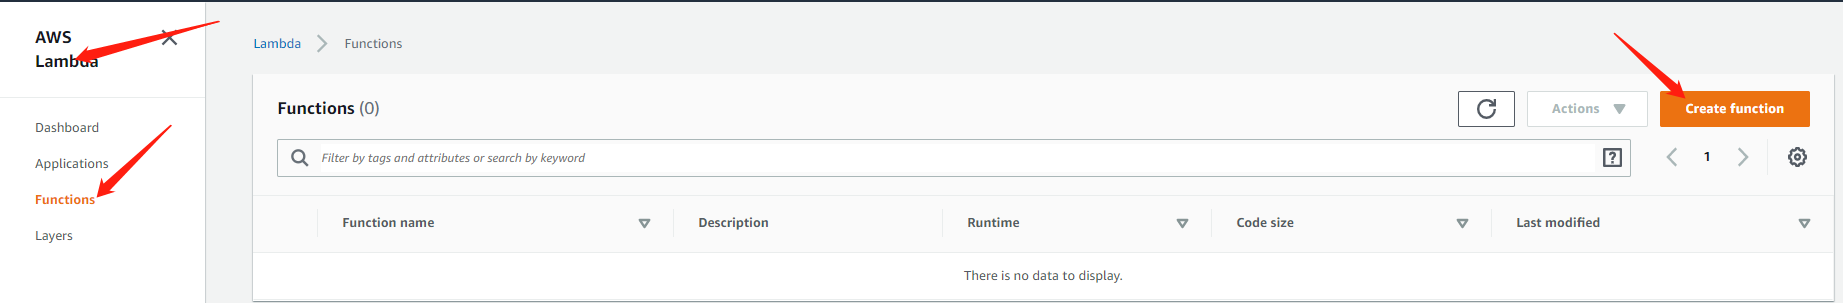 AWS
Lambda
Dashboard
Applications
Functions
Layers
Lambda Functions
Functions (0)
Actions
Create function
Filter by tags and attributes or search by keyword
?
1
Function name Description Runtime Code size Last modified
There is no data to display.